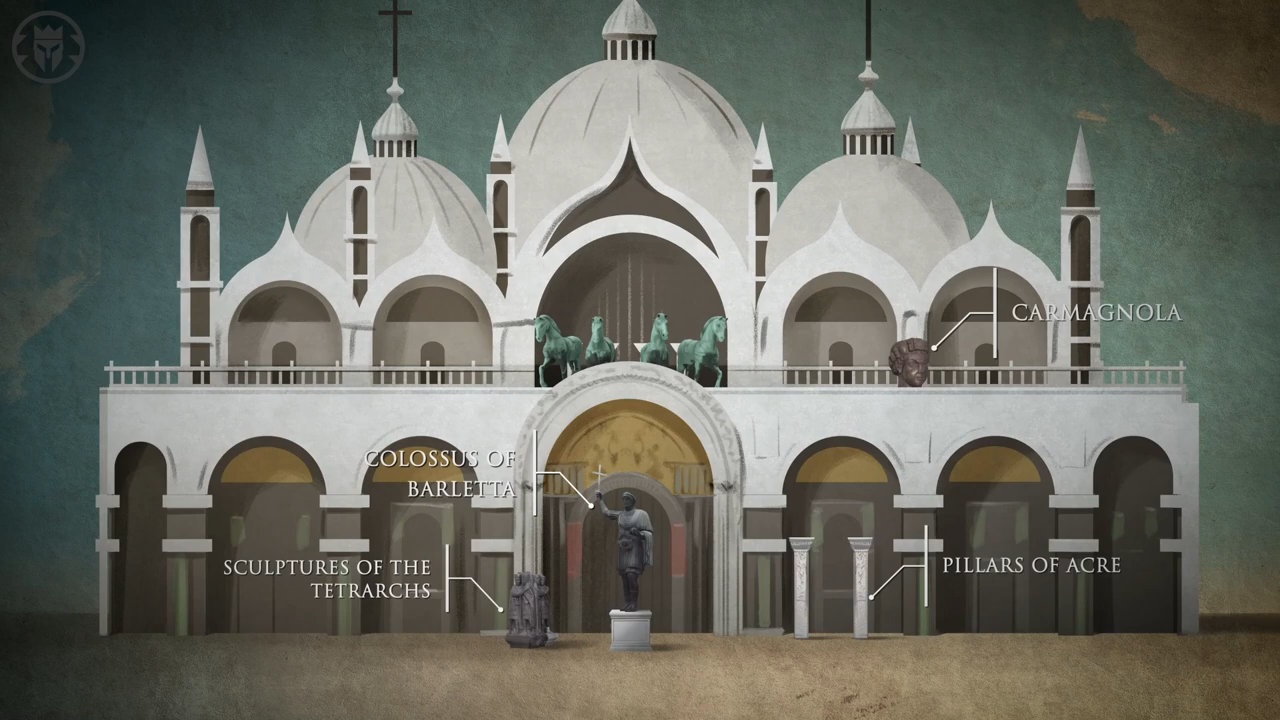 CARMAGNOLA
COLOSSUS OF
BARLETTA
SCULPTURES OF THE
TETRARCHS
PILLARS OF ACRE